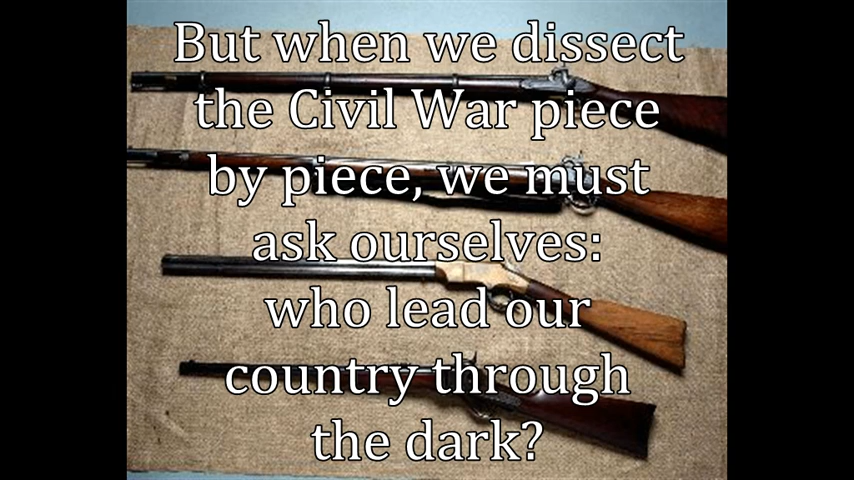 But when we dissect
the Civil War piece
by piece, we must
ask ourselves:
who lead our
country through
the dark?